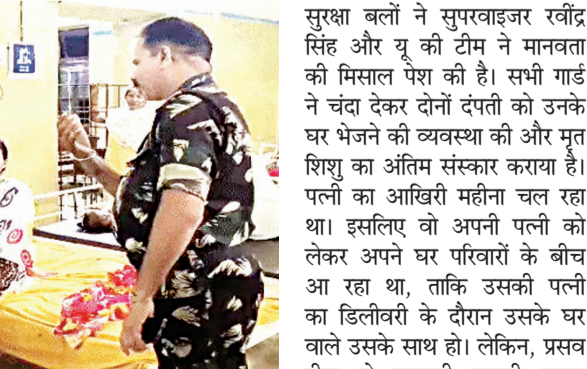 सुरक्षा बलों ने सुपरवाइजर रवींद्र
सिंह और यू की टीम ने मानवता
की मिसाल पेश की है। सभी गार्ड
ने चंदा देकर दोनों दंपती को उनके
घर भेजने की व्यवस्था की और मृत
शिशु का अंतिम संस्कार कराया है।
पत्नी का आखिरी महीना चल रहा
था। इसलिए वो अपनी पत्नी को
लेकर अपने घर परिवारों के बीच
आ रहा था, ताकि उसकी पत्नी
का डिलीवरी के दौरान उसके घर
वाले उसके साथ हो। लेकिन, प्रसव